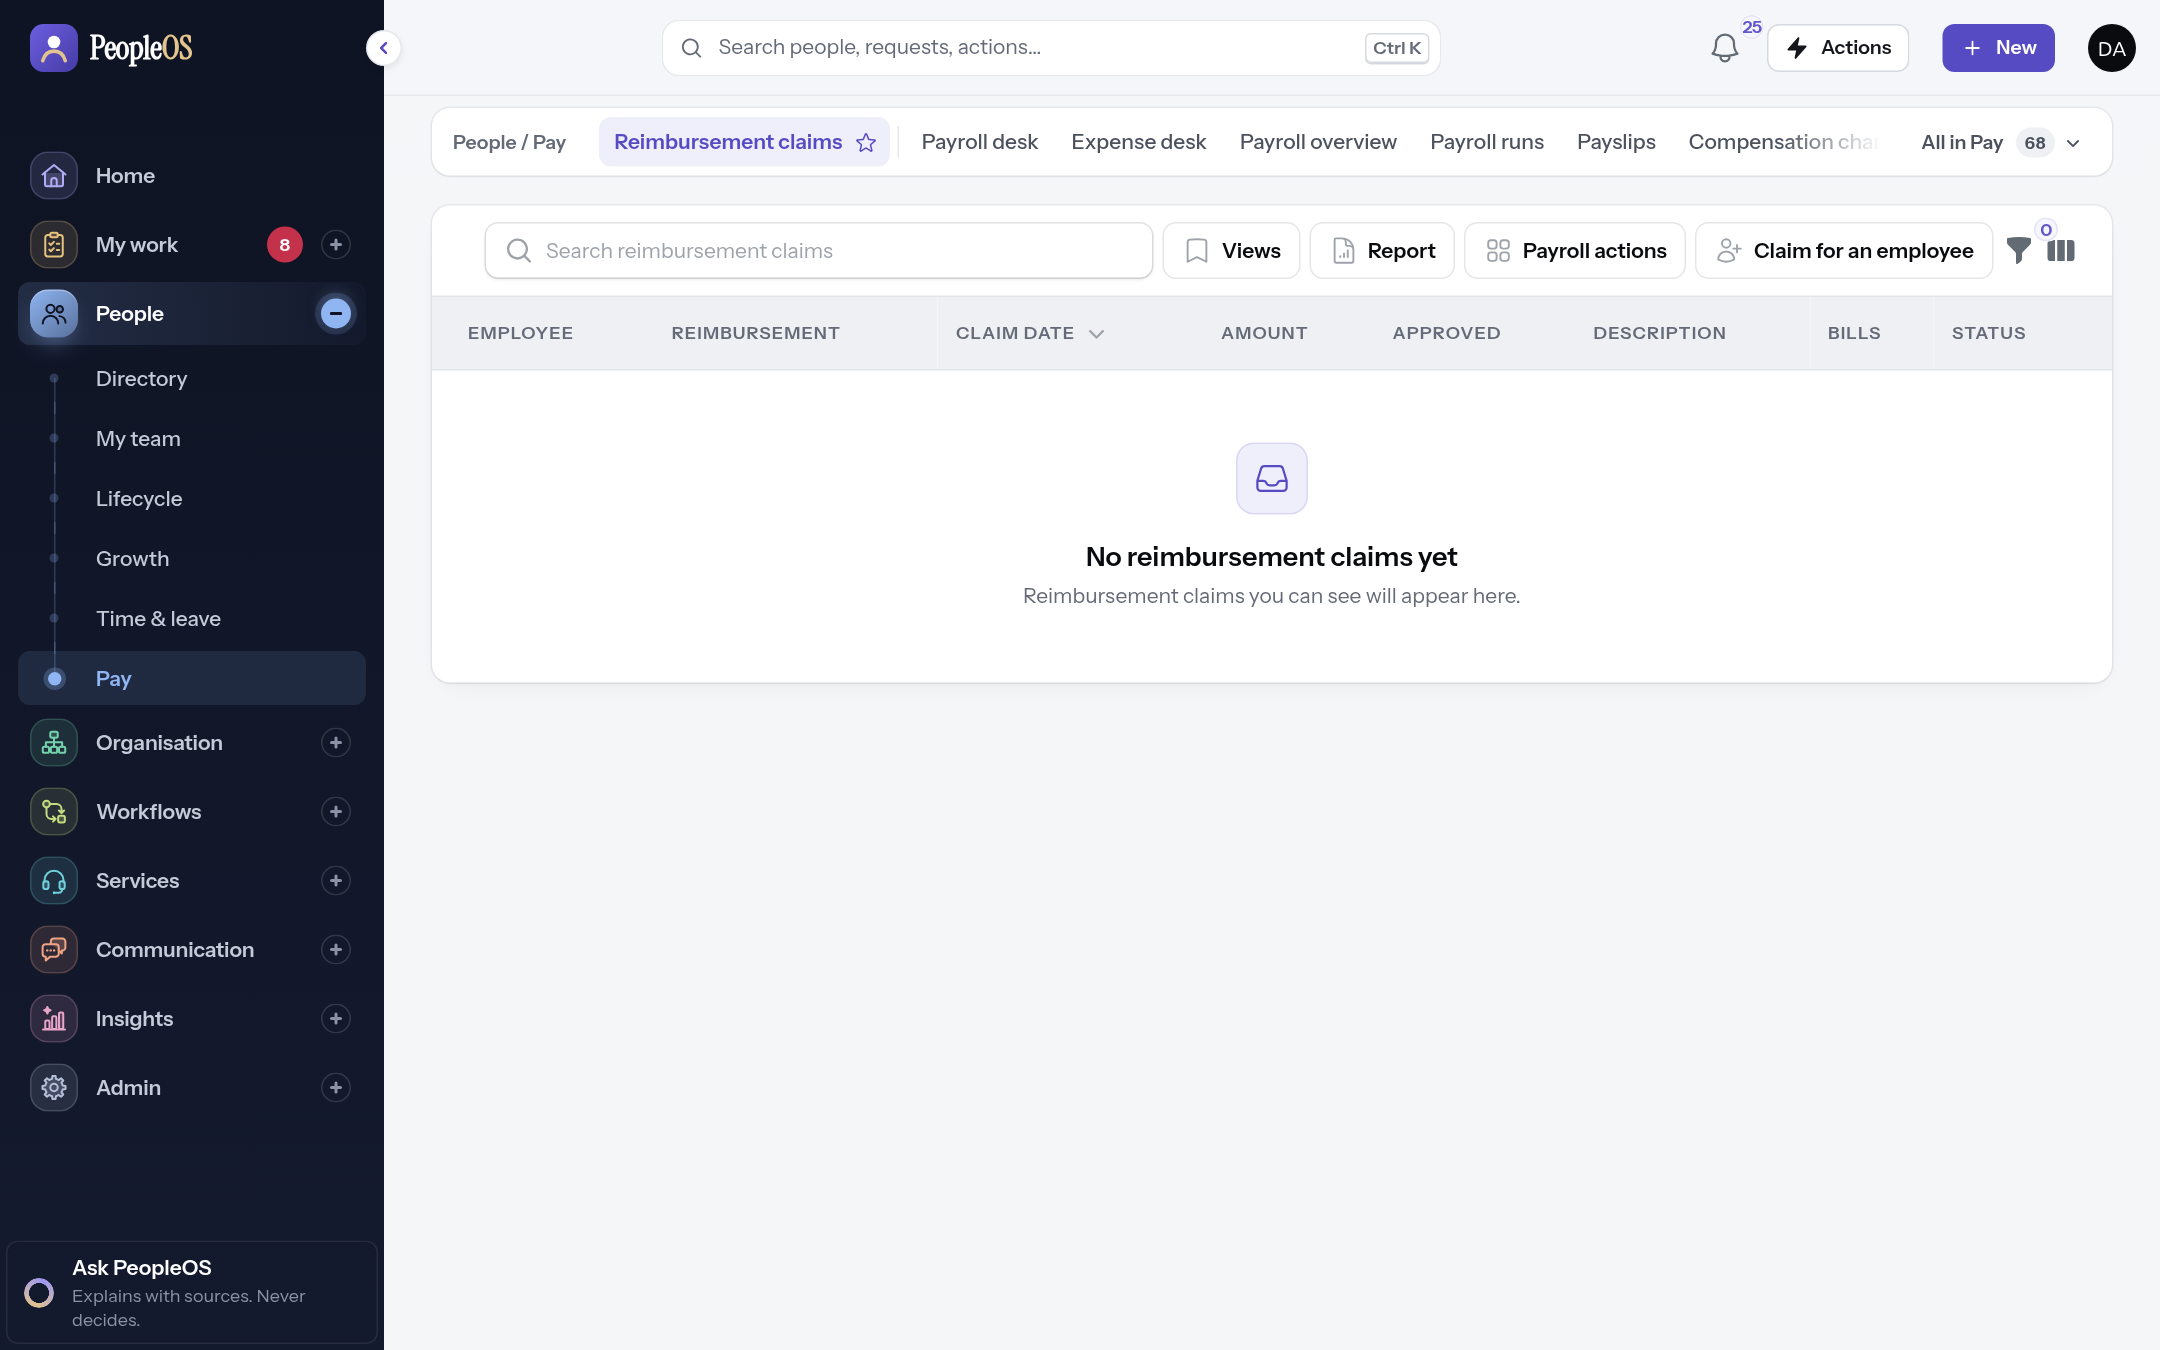 PeopleOS
Search people, requests, actions...
Ctrl K
25
Actions
New
DA
Home
My work
8
People
Directory
My team
Lifecycle
Growth
Time & leave
Pay
Organisation
Workflows
Services
Communication
Insights
Admin
Ask PeopleOS
Explains with sources. Never
decides.
People / Pay
Reimbursement claims
Payroll desk
Expense desk
Payroll overview
Payroll runs
Payslips
Compensation
All in Pay
68
Search reimbursement claims
Views
Report
Payroll actions
Claim for an employee
0
EMPLOYEE
REIMBURSEMENT
CLAIM DATE
AMOUNT
APPROVED
DESCRIPTION
BILLS
STATUS
No reimbursement claims yet
Reimbursement claims you can see will appear here.